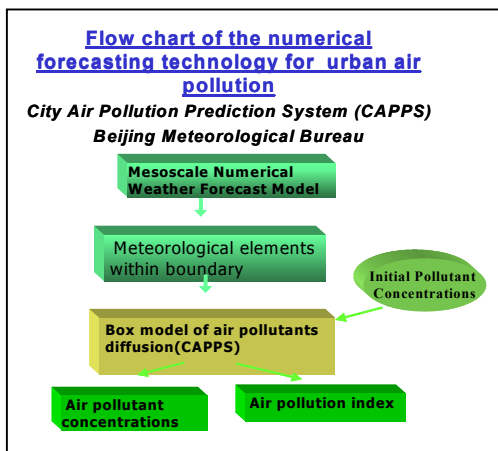 Flow chart of the numerical
forecasting technology for urban air
pollution
City Air Pollution Prediction System (CAPPS)
Beijing Meteorological Bureau
Mesoscale Numerical
Weather Forecast Model
Meteorological elements
within boundary
Initial Pollutant
Concentrations
Box model of air pollutants
diffusion(CAPPS)
Air pollutant
concentrations
Air pollution index